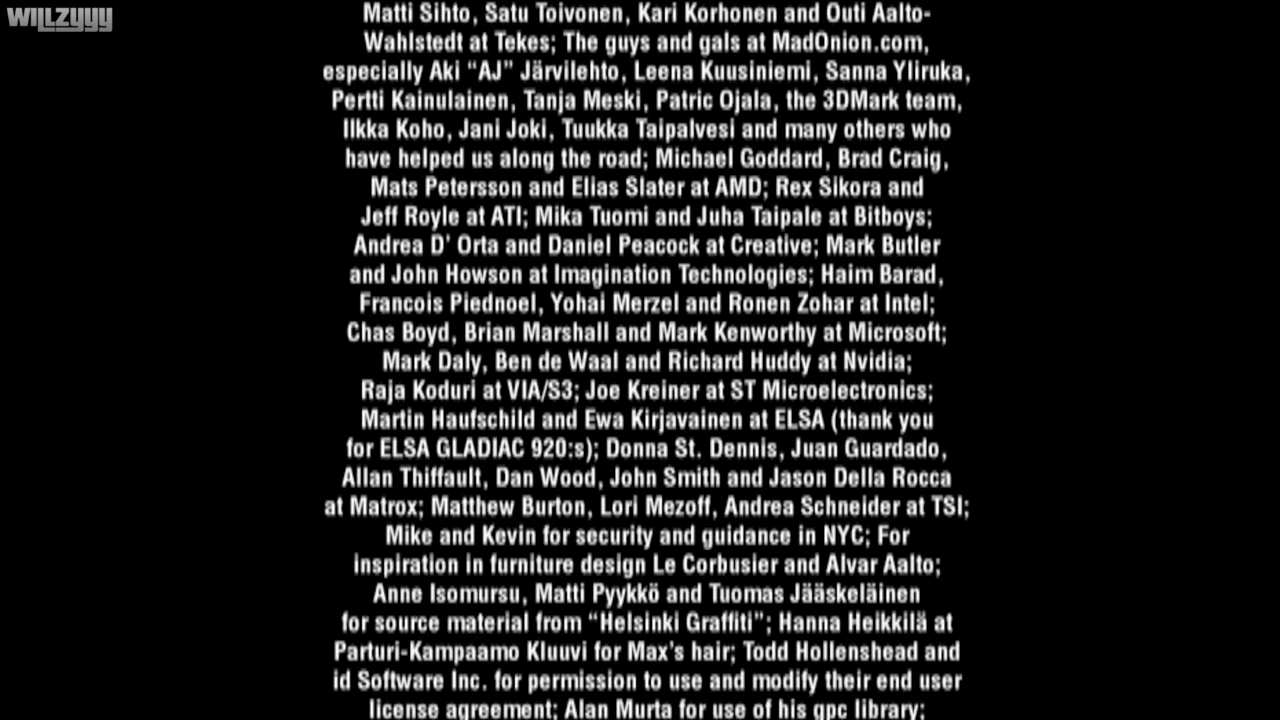 WILLZYYY
Matti Sihto, Satu Toivonen, Kari Korhonen and Outi Aalto-
Wahlstedt at Tekes; The guys and gals at MadOnion.com,
especially Aki “AJ” Järvilehto, Leena Kuusiniemi, Sanna Yliruka,
Pertti Kainulainen, Tanja Meski, Patric Ojala, the 3DMark team,
Ilkka Koho, Jani Joki, Tuukka Taipalvesi and many others who
have helped us along the road; Michael Goddard, Brad Craig,
Mats Petersson and Elias Slater at AMD; Rex Sikora and
Jeff Royle at ATI; Mika Tuomi and Juha Taipale at Bitboys;
Andrea D' Orta and Daniel Peacock at Creative; Mark Butler
and John Howson at Imagination Technologies; Haim Barad,
Francois Piednoel, Yohai Merzel and Ronen Zohar at Intel;
Chas Boyd, Brian Marshall and Mark Kenworthy at Microsoft;
Mark Daly, Ben de Waal and Richard Huddy at Nvidia;
Raja Koduri at VIA/S3; Joe Kreiner at ST Microelectronics;
Martin Haufschild and Ewa Kirjavainen at ELSA (thank you
for ELSA GLADIAC 920:s); Donna St. Dennis, Juan Guardado,
Allan Thiffault, Dan Wood, John Smith and Jason Della Rocca
at Matrox; Matthew Burton, Lori Mezoff, Andrea Schneider at TSI;
Mike and Kevin for security and guidance in NYC; For
inspiration in furniture design Le Corbusier and Alvar Aalto;
Anne Isomursu, Matti Pyykkö and Tuomas Jääskeläinen
for source material from “Helsinki Graffiti”; Hanna Heikkilä at
Parturi-Kampaamo Kluuvi for Max's hair; Todd Hollenshead and
id Software Inc. for permission to use and modify their end user
license agreement; Alan Murta for use of his gpc library;